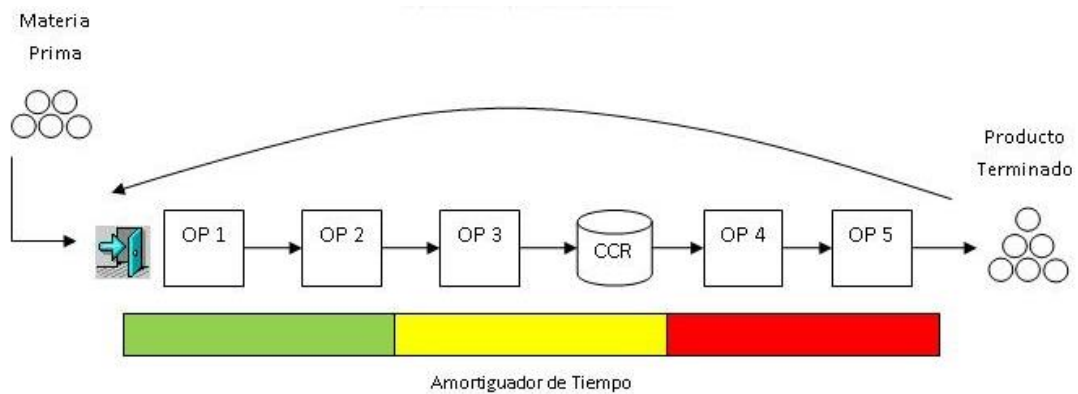 Materia
Prima
Producto
Terminado
OP 1
OP 2
OP 3
CCR
OP 4
OP 5
Amortiguador de Tiempo